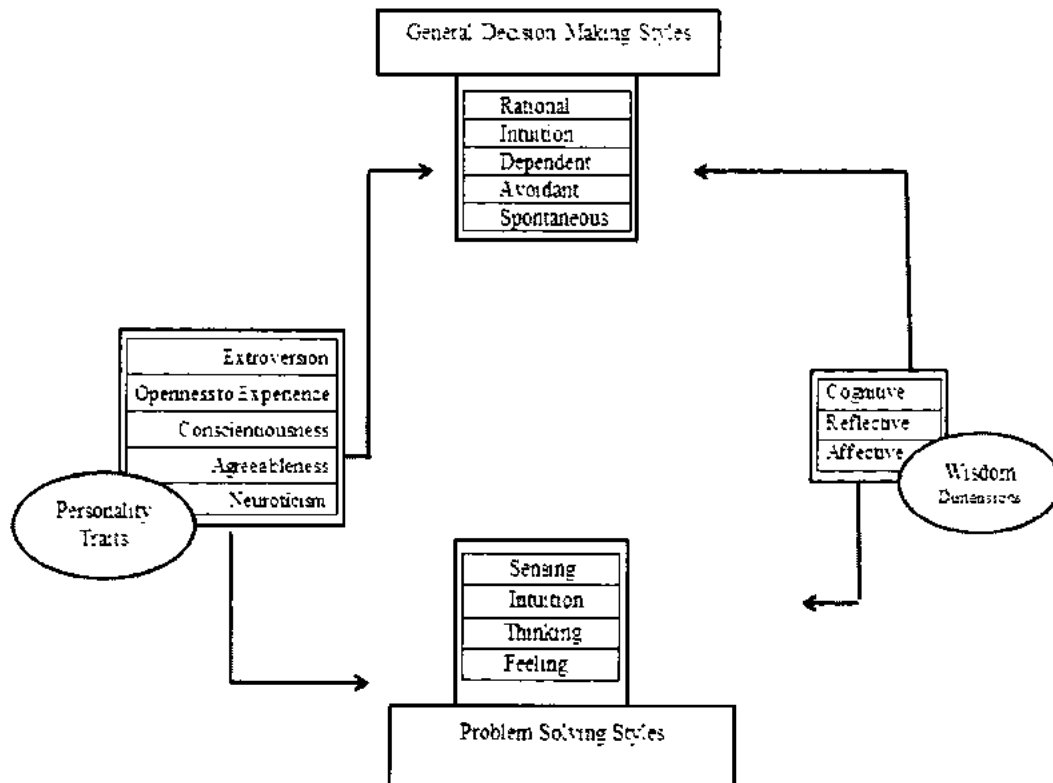 General Decision Making Styles
Rational
Intuition
Dependent
Avoidant
Spontaneous
Extroversion
Openness to Experience
Conscientiousness
Agreeableness
Neuroticism
Personality
Traits
Cognitive
Reflective
Affective
Wisdom
Dimensions
Sensing
Intuition
Thinking
Feeling
Problem Solving Styles